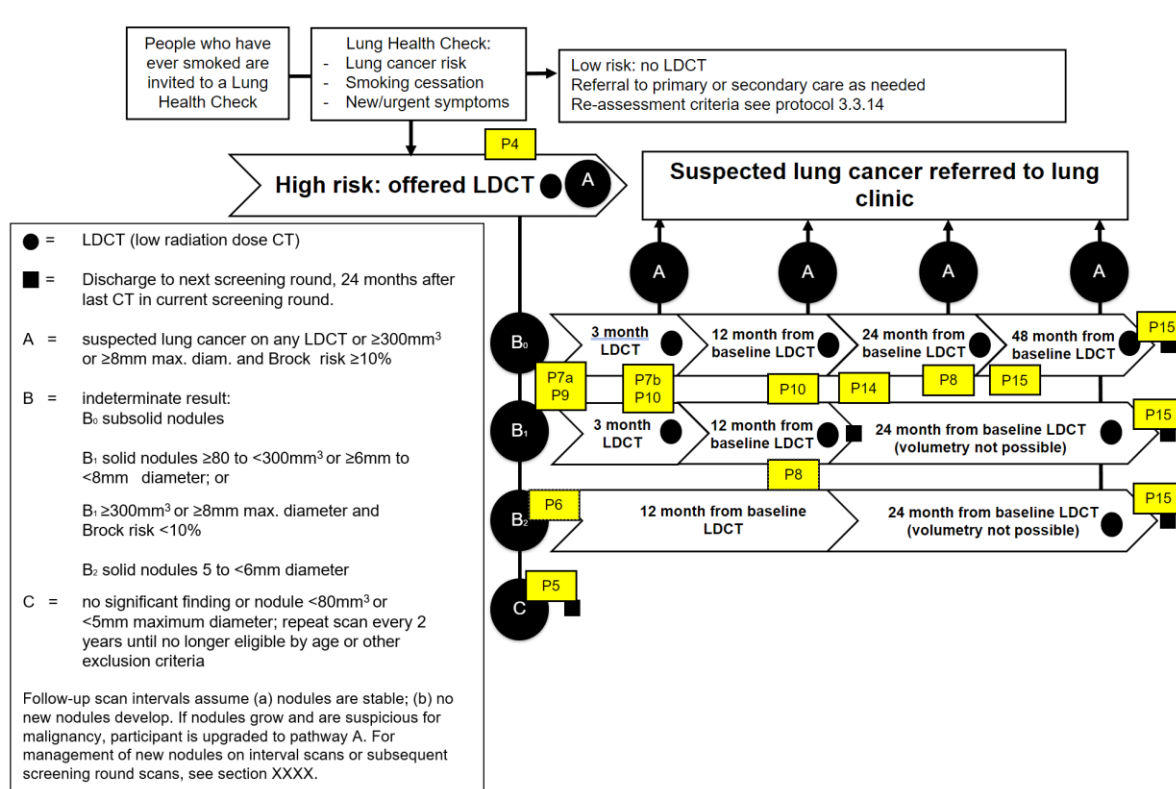 People who have
ever smoked are
invited to a Lung
Health Check
Lung Health Check:
- Lung cancer risk
- Smoking cessation
- New/urgent symptoms
Low risk: no LDCT
Referral to primary or secondary care as needed
Re-assessment criteria see protocol 3.3.14
P4
High risk: offered LDCT
A
Suspected lung cancer referred to lung
clinic
= LDCT (low radiation dose CT)
= Discharge to next screening round, 24 months after
last CT in current screening round.
A = suspected lung cancer on any LDCT or ≥300mm³
or ≥8mm max. diam. and Brock risk ≥10%
B = indeterminate result:
B₀ subsolid nodules
B₁ solid nodules ≥80 to <300mm³ or ≥6mm to
<8mm diameter; or
B₁ ≥300mm³ or ≥8mm max. diameter and
Brock risk <10%
B₂ solid nodules 5 to <6mm diameter
C = no significant finding or nodule <80mm³ or
<5mm maximum diameter; repeat scan every 2
years until no longer eligible by age or other
exclusion criteria
Follow-up scan intervals assume (a) nodules are stable; (b) no
new nodules develop. If nodules grow and are suspicious for
malignancy, participant is upgraded to pathway A. For
management of new nodules on interval scans or subsequent
screening round scans, see section XXXX.
A
A
A
A
B₀
3 month
LDCT
12 month from
baseline LDCT
24 month from
baseline LDCT
48 month from
baseline LDCT
P15
P7a
P9
P7b
P10
P10
P14
P8
P15
B₁
3 month
LDCT
12 month from
baseline LDCT
24 month from baseline LDCT
(volumetry not possible)
P15
P8
B₂
P6
12 month from baseline
LDCT
24 month from baseline LDCT
(volumetry not possible)
P15
C
P5